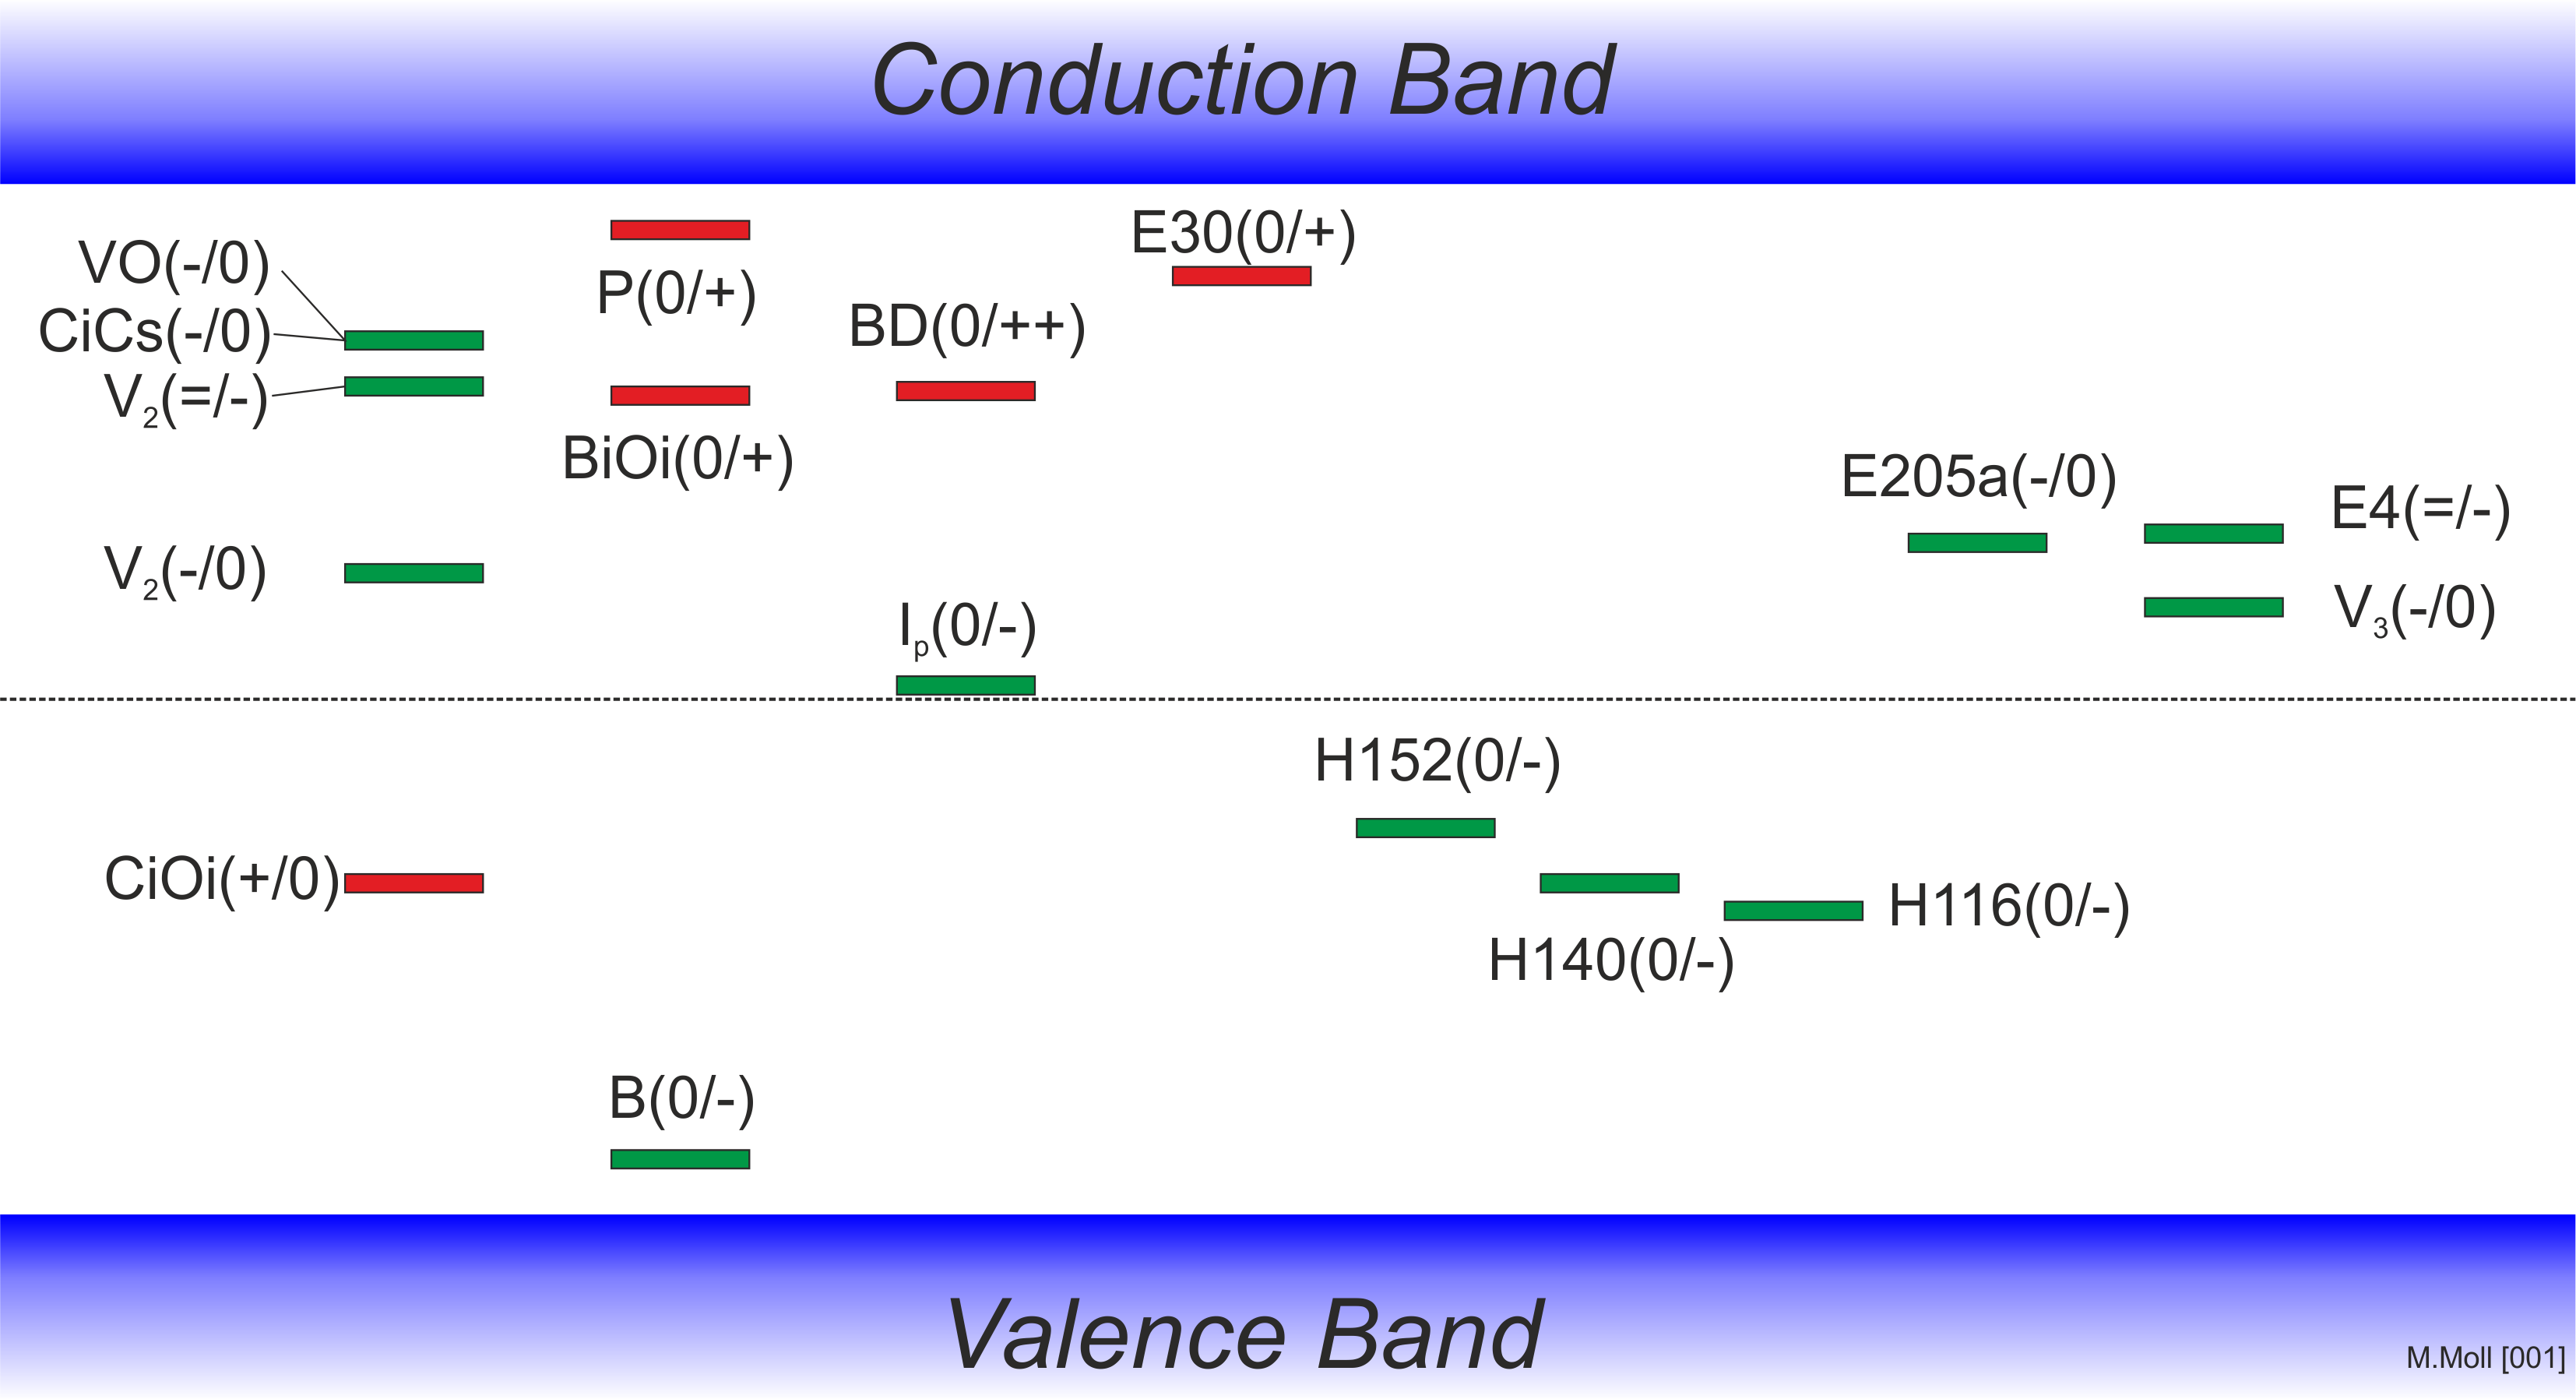 Conduction Band
VO(-/0)
CiCs(-/0)
V₂(=/-)
P(0/+)
BiOi(0/+)
BD(0/++)
E30(0/+)
V₂(-/0)
Iₚ(0/-)
E205a(-/0)
E4(=/-)
V₃(-/0)
H152(0/-)
CiOi(+/0)
H116(0/-)
H140(0/-)
B(0/-)
Valence Band
M.Moll [001]